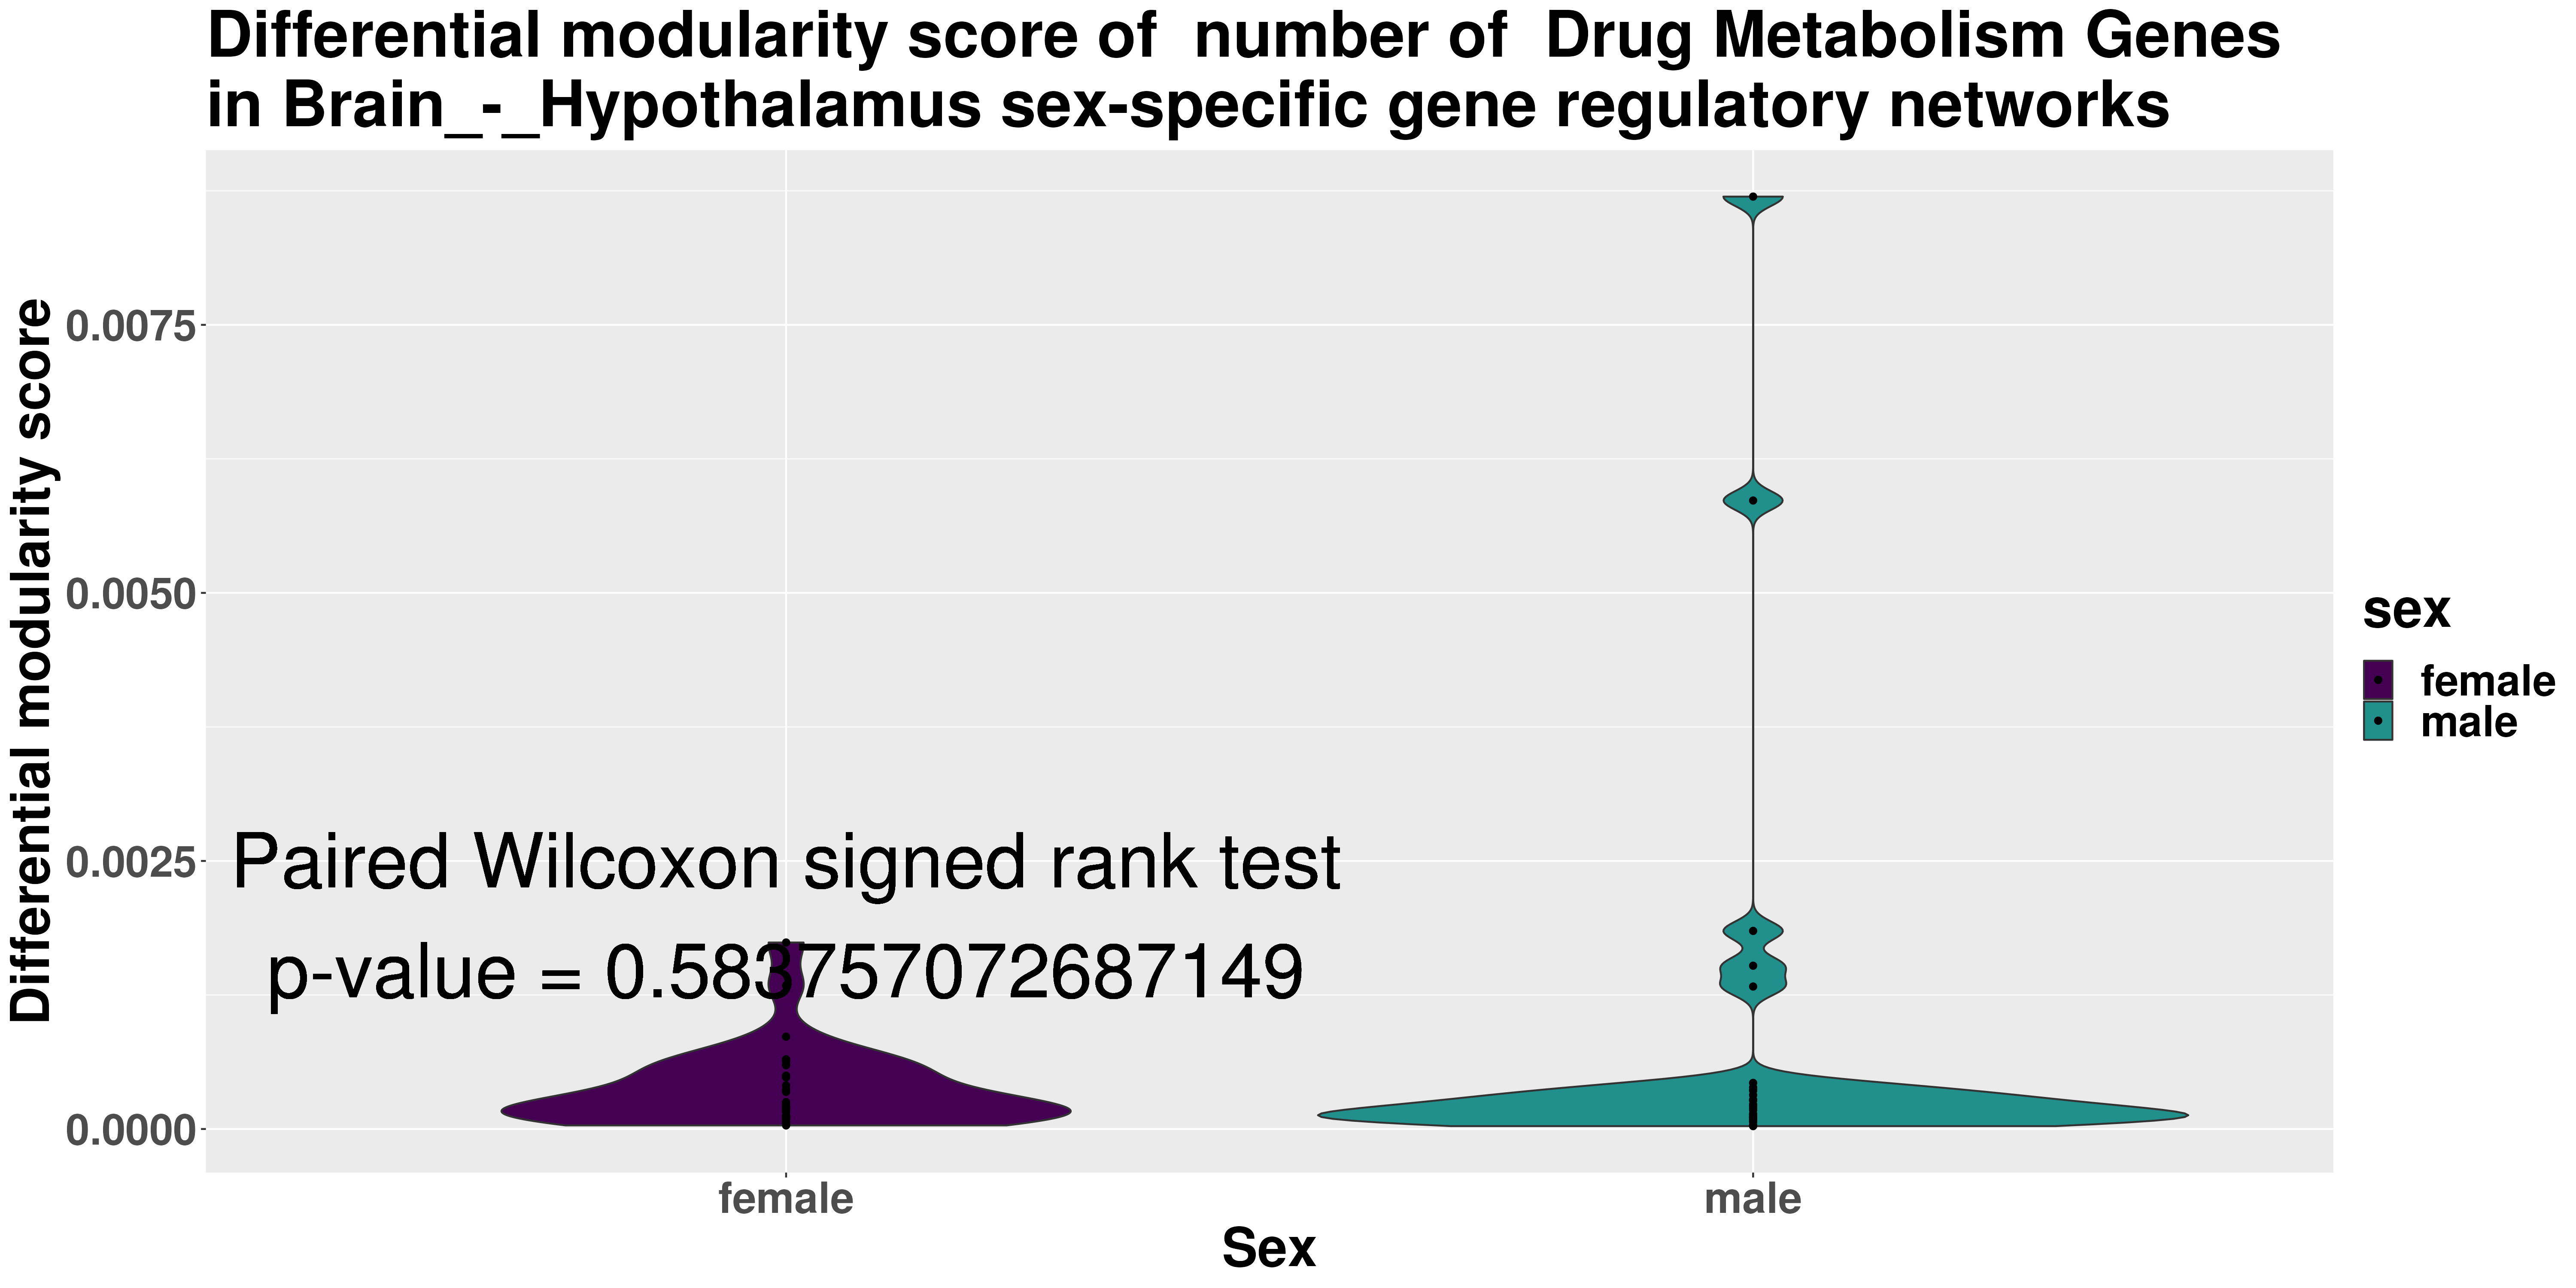 Differential modularity score of  number of  Drug Metabolism Genes
in Brain_-_Hypothalamus sex-specific gene regulatory networks
Differential modularity score
0.0075
0.0050
0.0025
0.0000
Paired Wilcoxon signed rank test
p-value = 0.583757072687149
female
male
Sex
sex
female
male